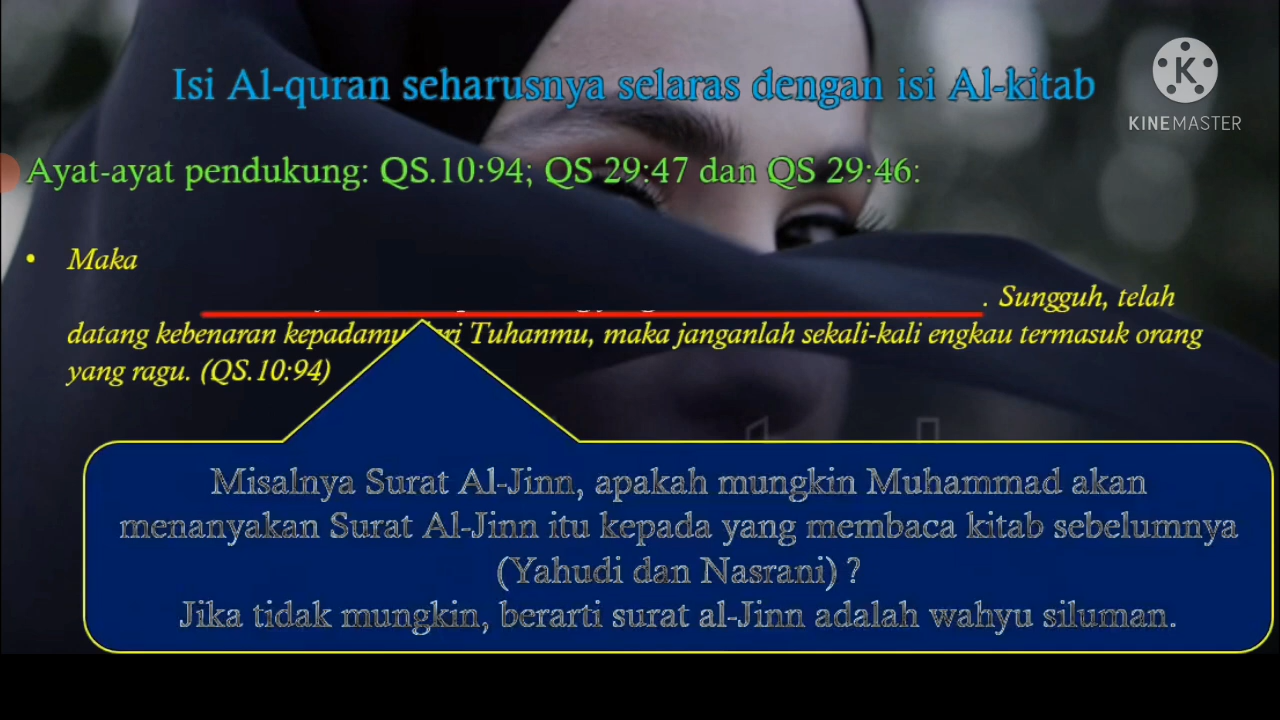 Isi Al-quran seharusnya selaras dengan isi Al-kitab
KINEMASTER
Ayat-ayat pendukung: QS.10:94; QS 29:47 dan QS 29:46:
• Maka
. Sungguh, telah
datang kebenaran kepadamu Tuhanmu, maka janganlah sekali-kali engkau termasuk orang
yang ragu. (QS.10:94)
Misalnya Surat Al-Jinn, apakah mungkin Muhammad akan
menanyakan Surat Al-Jinn itu kepada yang membaca kitab sebelumnya
(Yahudi dan Nasrani) ?
Jika tidak mungkin, berarti surat al-Jinn adalah wahyu siluman.